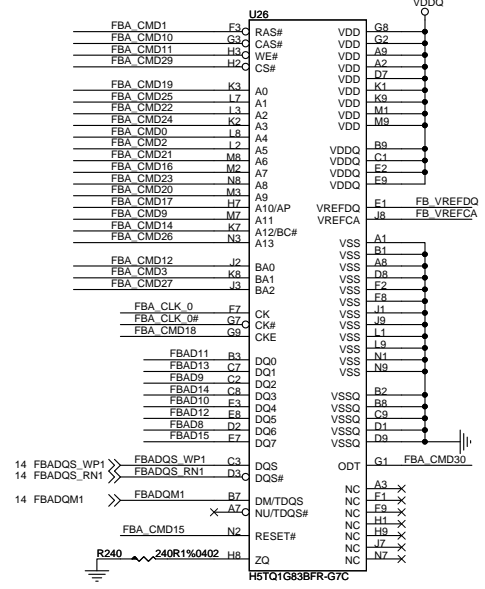 VDDQ
U26
FBA_CMD1 F3 RAS# VDD G8
FBA_CMD10 G3 CAS# VDD G2
FBA_CMD11 H3 WE# VDD A9
FBA_CMD29 H2 CS# VDD A2
VDD D7
FBA_CMD19 K3 A0 VDD K1
FBA_CMD25 L7 A1 VDD K9
FBA_CMD22 L3 A2 VDD M1
FBA_CMD24 K2 A3 VDD M9
FBA_CMD0 L8 A4
FBA_CMD2 L2 A5 VDDQ B9
FBA_CMD21 M8 A6 VDDQ C1
FBA_CMD16 M2 A7 VDDQ E2
FBA_CMD23 N8 A8 VDDQ E9
FBA_CMD20 M3 A9
FBA_CMD17 H7 A10/AP VREFDQ E1 FB_VREFDQ
FBA_CMD9 M7 A11 VREFCA J8 FB_VREFCA
FBA_CMD14 K7 A12/BC#
FBA_CMD26 N3 A13 VSS A1
VSS B1
FBA_CMD12 J2 BA0 VSS A8
FBA_CMD3 K8 BA1 VSS D8
FBA_CMD27 J3 BA2 VSS F2
VSS F8
FBA_CLK_0 F7 CK VSS J1
FBA_CLK_0# G7 CK# VSS J9
FBA_CMD18 G9 CKE VSS L1
VSS L9
FBAD11 B3 DQ0 VSS N1
FBAD13 C7 DQ1 VSS N9
FBAD9 C2 DQ2
FBAD14 C8 DQ3 VSSQ B2
FBAD10 E3 DQ4 VSSQ B8
FBAD12 E8 DQ5 VSSQ C9
FBAD8 D2 DQ6 VSSQ D1
FBAD15 E7 DQ7 VSSQ D9
14 FBADQS_WP1 FBADQS_WP1 C3 DQS ODT G1 FBA_CMD30
14 FBADQS_RN1 FBADQS_RN1 D3 DQS#
NC A3
14 FBADQM1 FBADQM1 B7 DM/TDQS NC F1
A7 NU/TDQS# NC F9
NC H1
FBA_CMD15 N2 RESET# NC H9
NC J7
R240 240R1%0402 H8 ZQ NC N7
H5TQ1G83BFR-G7C